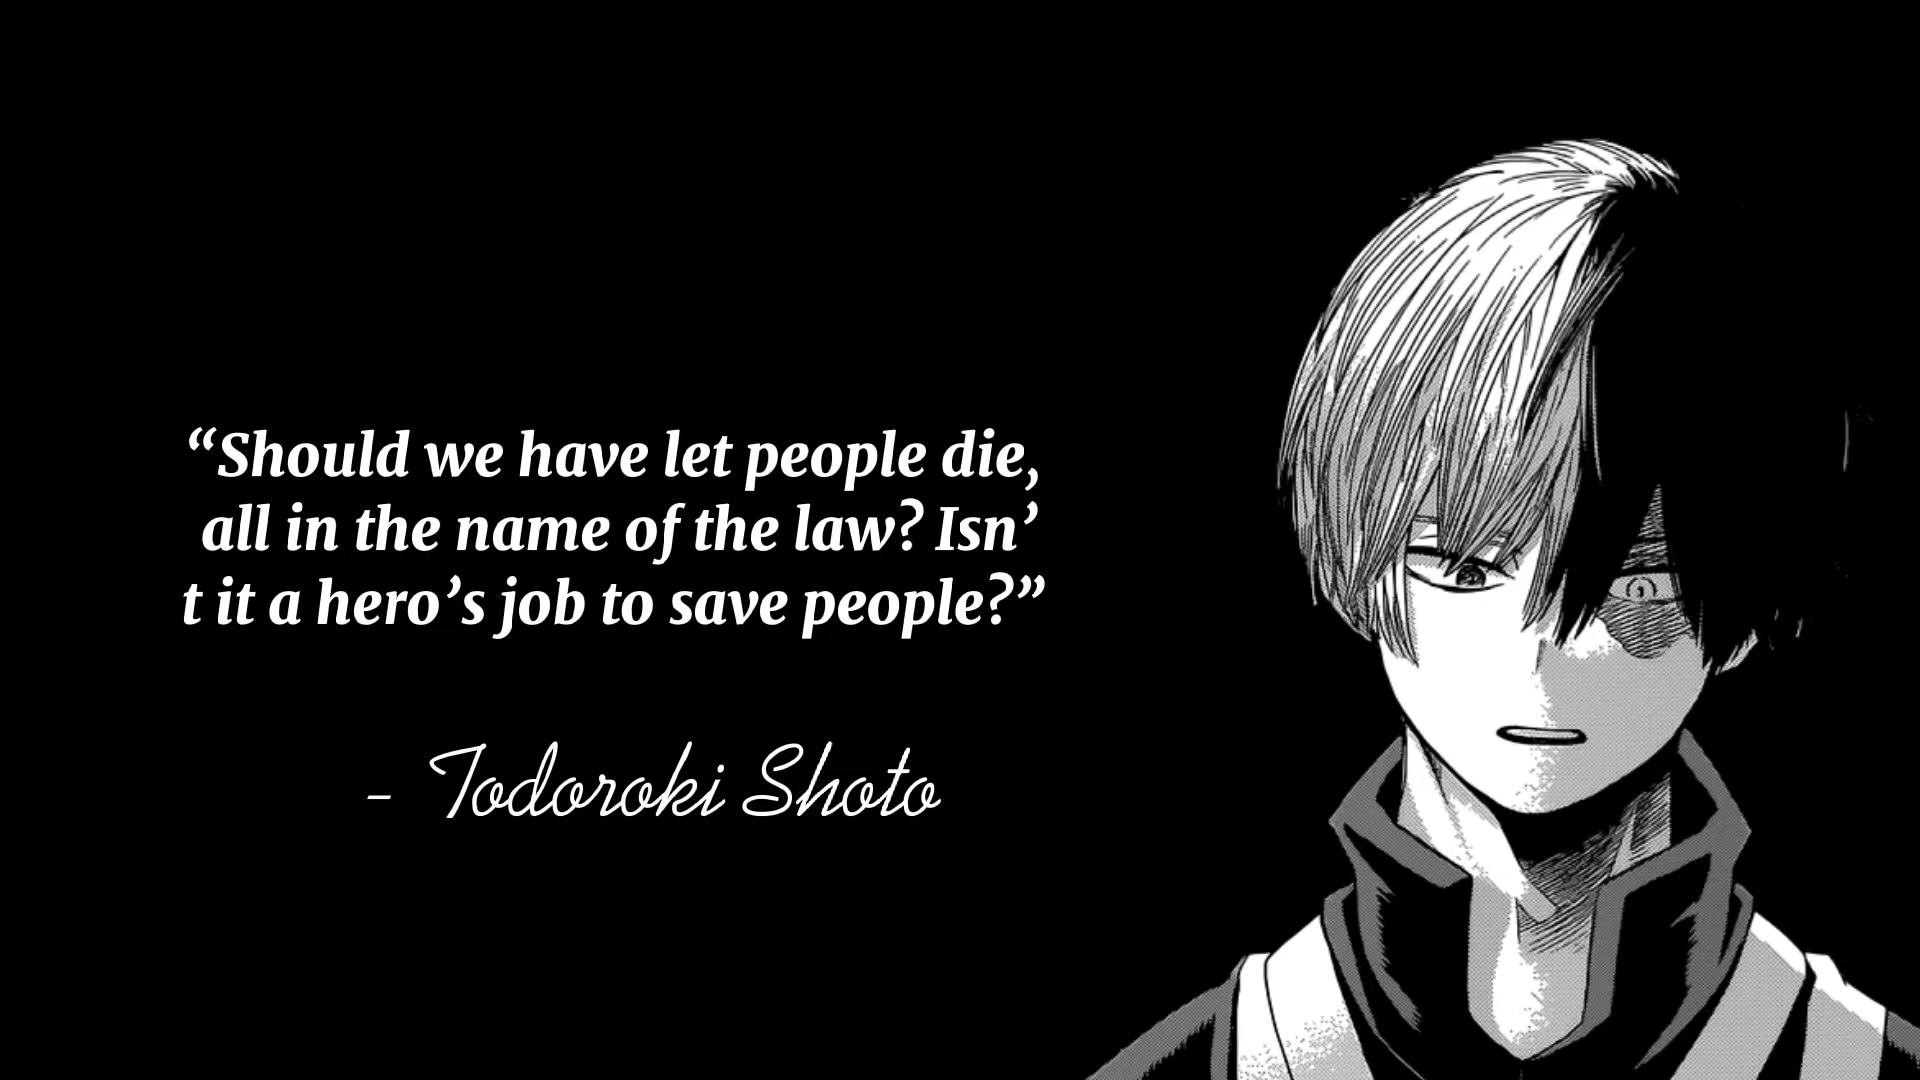 “Should we have let people die,
all in the name of the law? Isn’
t it a hero’s job to save people?”
- Todoroki Shoto